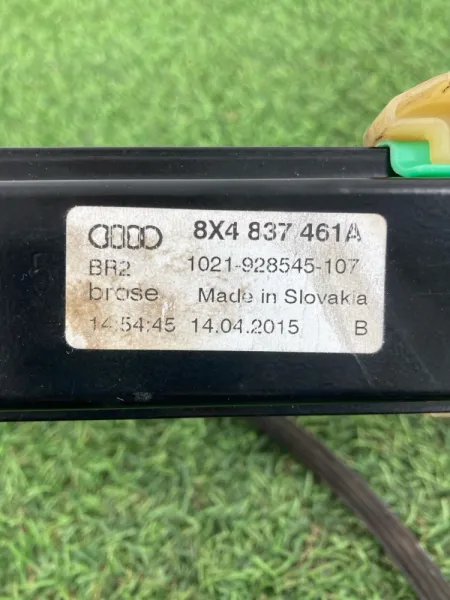 8X4 837 461A
BR2 1021-928545-107
brose Made in Slovakia
14:54:45 14.04.2015 B